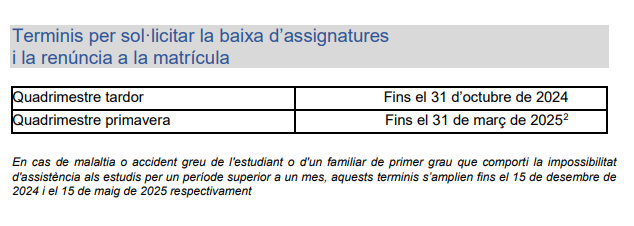 Terminis per sol·licitar la baixa d'assignatures
i la renúncia a la matrícula
Quadrimestre tardor Fins el 31 d'octubre de 2024
Quadrimestre primavera Fins el 31 de març de 2025²
En cas de malaltia o accident greu de l'estudiant o d'un familiar de primer grau que comporti la impossibilitat
d'assistència als estudis per un període superior a un mes, aquests terminis s'amplien fins el 15 de desembre de
2024 i el 15 de maig de 2025 respectivament